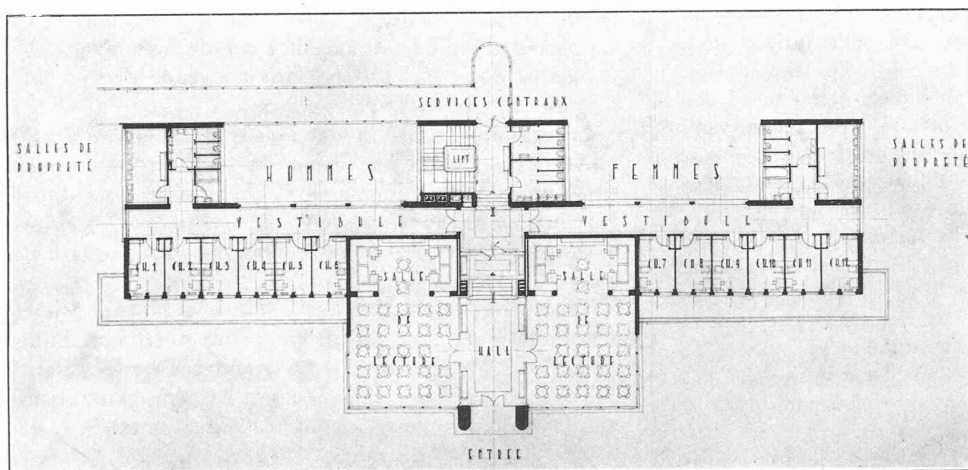 SERVICES CENTRAUX
SALLES DE
PROPRETÉ
HOMMES
LIFT
FEMMES
SALLES DE
PROPRETÉ
VESTIBULE
VESTIBULE
CH.1
CH.2
CH.3
CH.4
CH.5
CH.6
SALLE
DE
LECTURE
HALL
SALLE
DE
LECTURE
CH.7
CH.8
CH.9
CH.10
CH.11
CH.12
ENTREE